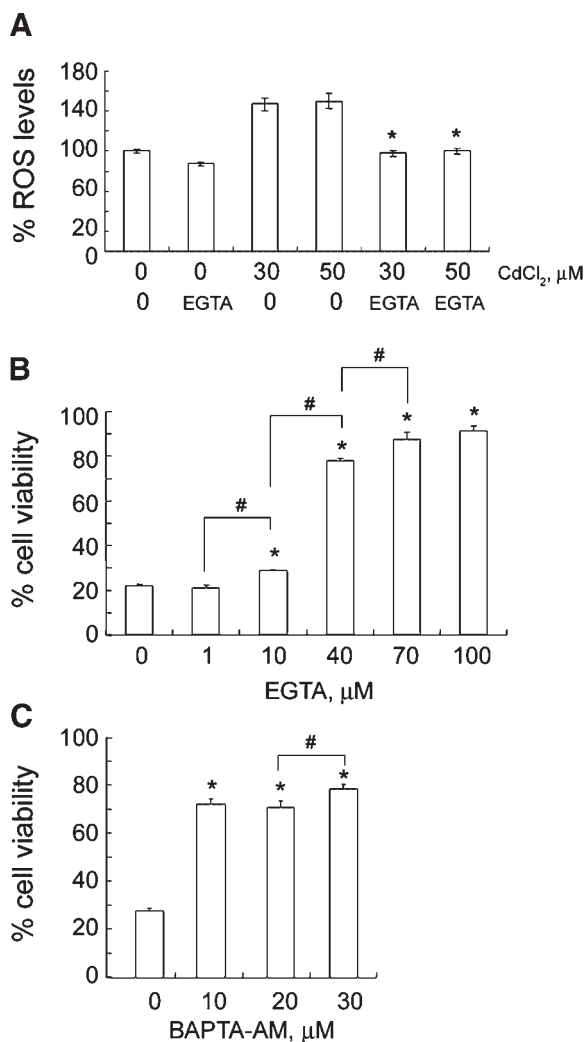 A
% ROS levels
180
140
100
60
20
0
* *
0 0 30 50 30 50 CdCl2, μM
0 EGTA 0 0 EGTA EGTA
B
% cell viability
100
80
60
40
20
0
# # #
* * * *
0 1 10 40 70 100
EGTA, μM
C
% cell viability
100
80
60
40
20
0
#
* * *
0 10 20 30
BAPTA-AM, μM